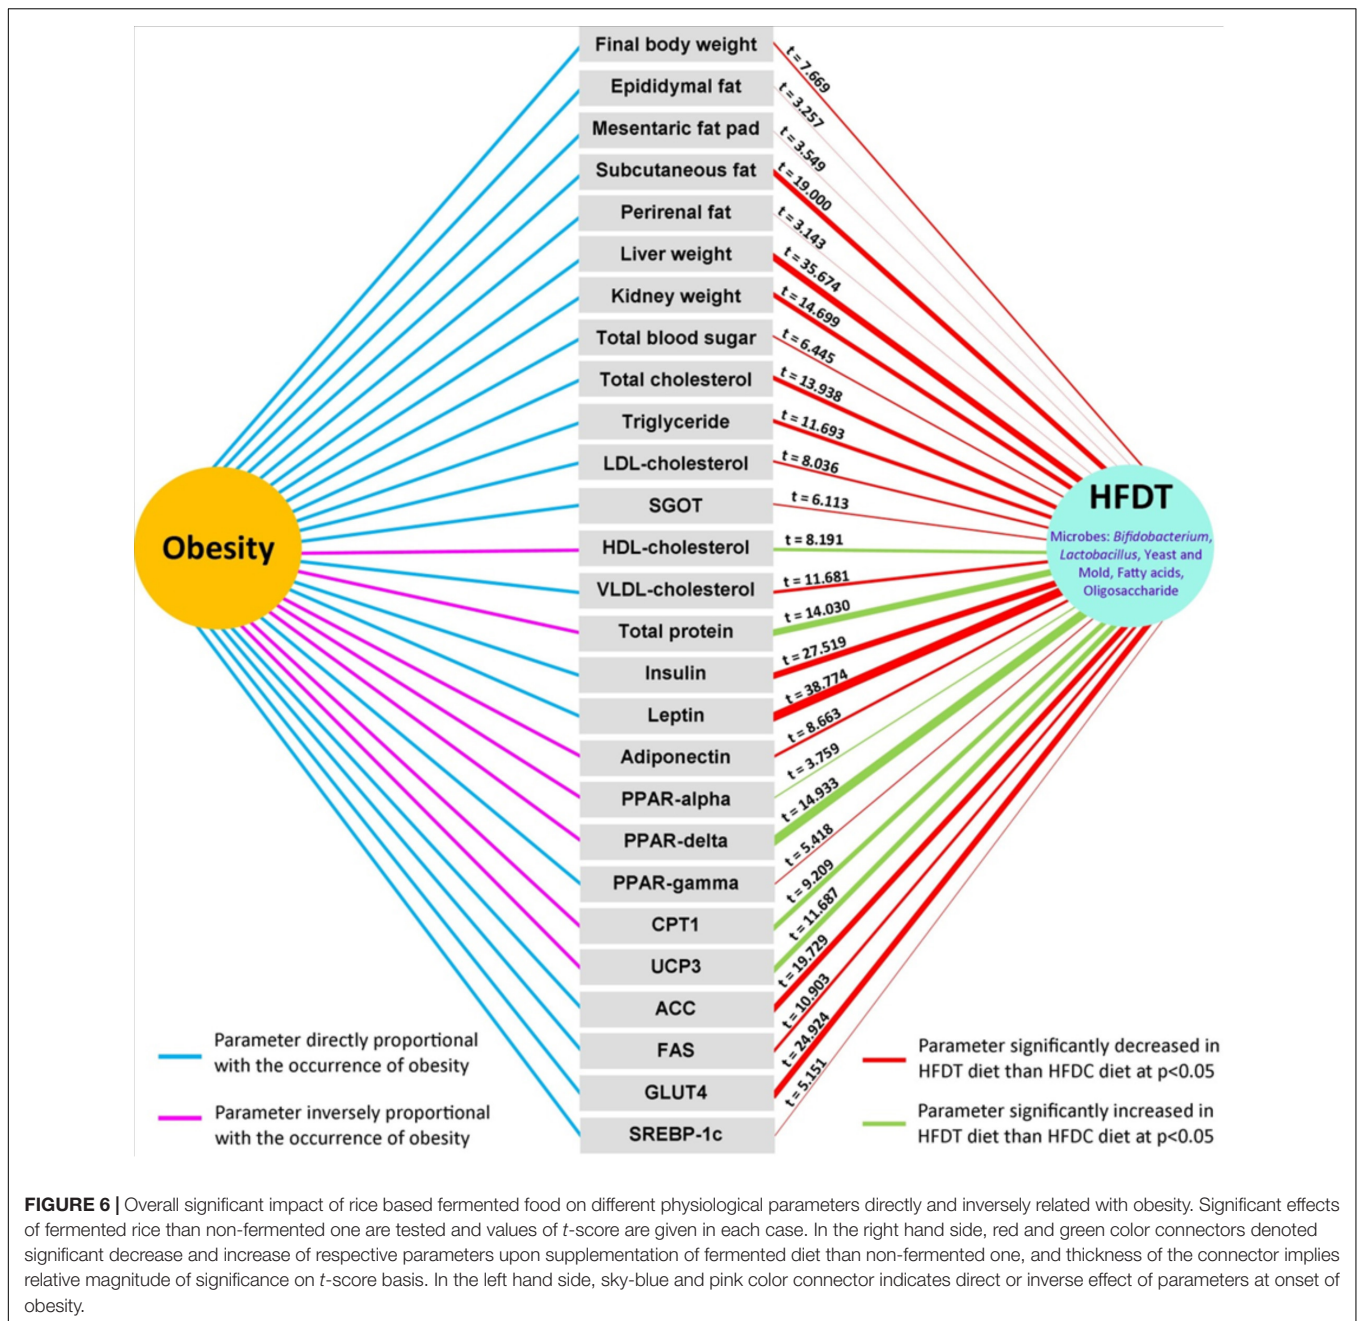 Final body weight
Epididymal fat
Mesentaric fat pad
Subcutaneous fat
Perirenal fat
Liver weight
Kidney weight
Total blood sugar
Total cholesterol
Triglyceride
LDL-cholesterol
SGOT
HDL-cholesterol
VLDL-cholesterol
Total protein
Insulin
Leptin
Adiponectin
PPAR-alpha
PPAR-delta
PPAR-gamma
CPT1
UCP3
ACC
FAS
GLUT4
SREBP-1c
t = 7.669
t = 3.257
t = 3.549
t = 19.000
t = 3.143
t = 35.674
t = 14.699
t = 6.445
t = 13.938
t = 11.693
t = 8.036
t = 6.113
t = 8.191
t = 11.681
t = 14.030
t = 27.519
t = 38.774
t = 8.663
t = 3.759
t = 14.933
t = 5.418
t = 9.209
t = 11.687
t = 19.729
t = 10.903
t = 24.924
t = 5.151
Obesity
HFDT
Microbes: Bifidobacterium,
Lactobacillus, Yeast and
Mold, Fatty acids,
Oligosaccharide
Parameter directly proportional
with the occurrence of obesity
Parameter inversely proportional
with the occurrence of obesity
Parameter significantly decreased in
HFDT diet than HFDC diet at p<0.05
Parameter significantly increased in
HFDT diet than HFDC diet at p<0.05
FIGURE 6 | Overall significant impact of rice based fermented food on different physiological parameters directly and inversely related with obesity. Significant effects
of fermented rice than non-fermented one are tested and values of t-score are given in each case. In the right hand side, red and green color connectors denoted
significant decrease and increase of respective parameters upon supplementation of fermented diet than non-fermented one, and thickness of the connector implies
relative magnitude of significance on t-score basis. In the left hand side, sky-blue and pink color connector indicates direct or inverse effect of parameters at onset of
obesity.